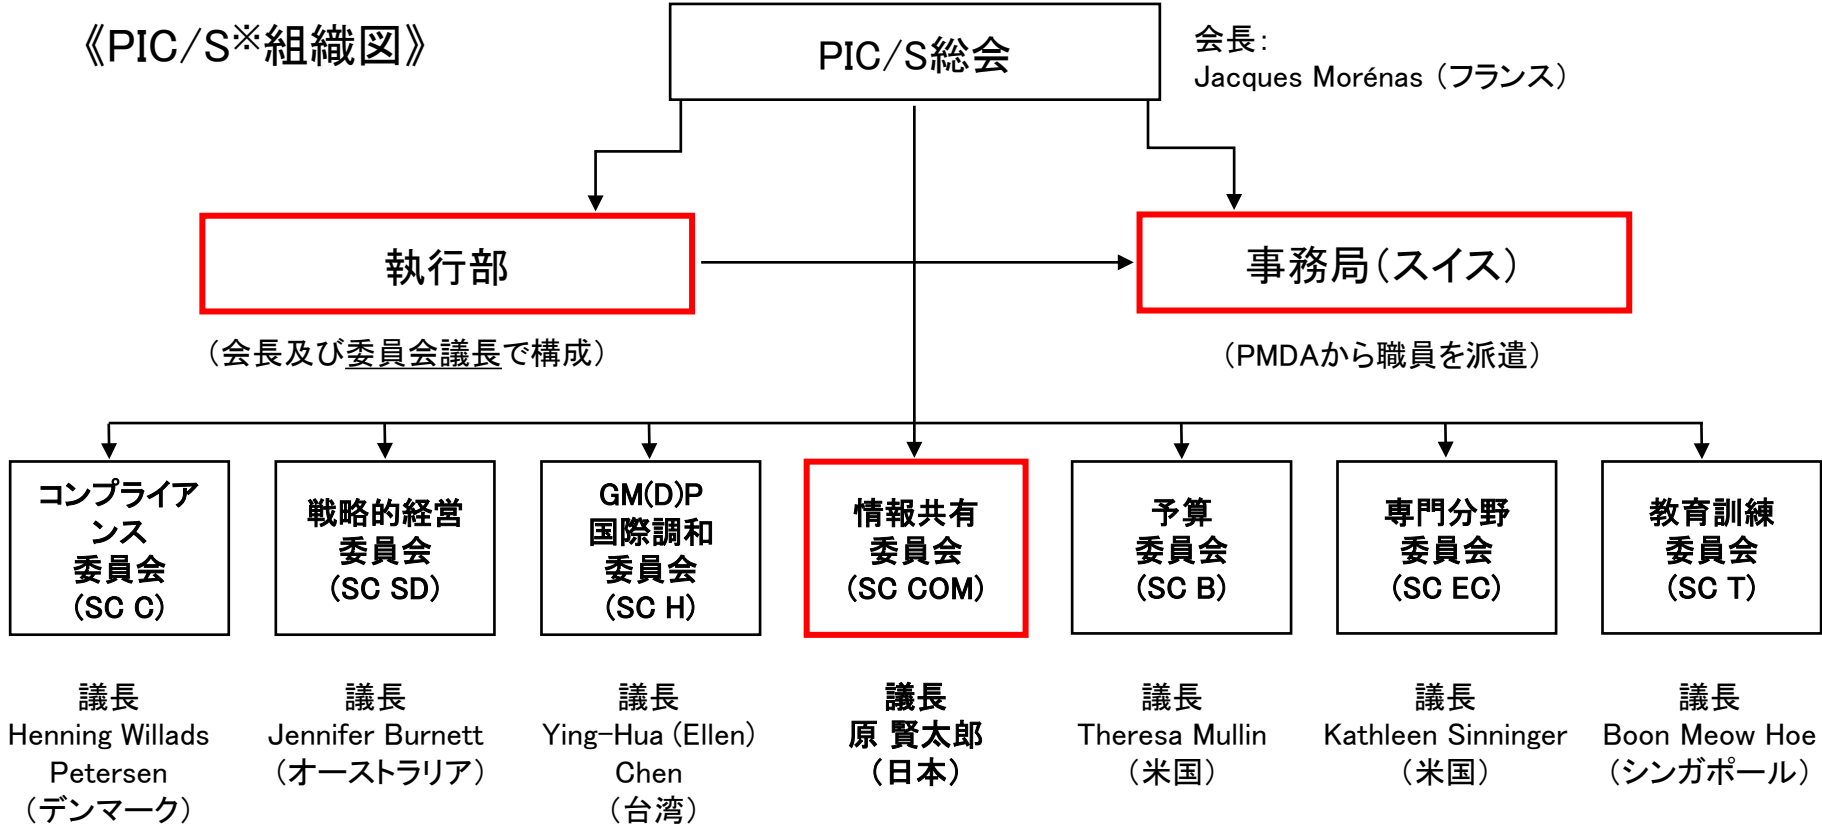 《PIC/S※組織図》
PIC/S総会
会長:
Jacques Morénas (フランス)
執行部
事務局(スイス)
(会長及び委員会議長で構成)
(PMDAから職員を派遣)
コンプライア
ンス
委員会
(SC C)
戦略的経営
委員会
(SC SD)
GM(D)P
国際調和
委員会
(SC H)
情報共有
委員会
(SC COM)
予算
委員会
(SC B)
専門分野
委員会
(SC EC)
教育訓練
委員会
(SC T)
議長
Henning Willads
Petersen
(デンマーク)
議長
Jennifer Burnett
(オーストラリア)
議長
Ying-Hua (Ellen)
Chen
(台湾)
議長
原 賢太郎
(日本)
議長
Theresa Mullin
(米国)
議長
Kathleen Sinninger
(米国)
議長
Boon Meow Hoe
(シンガポール)